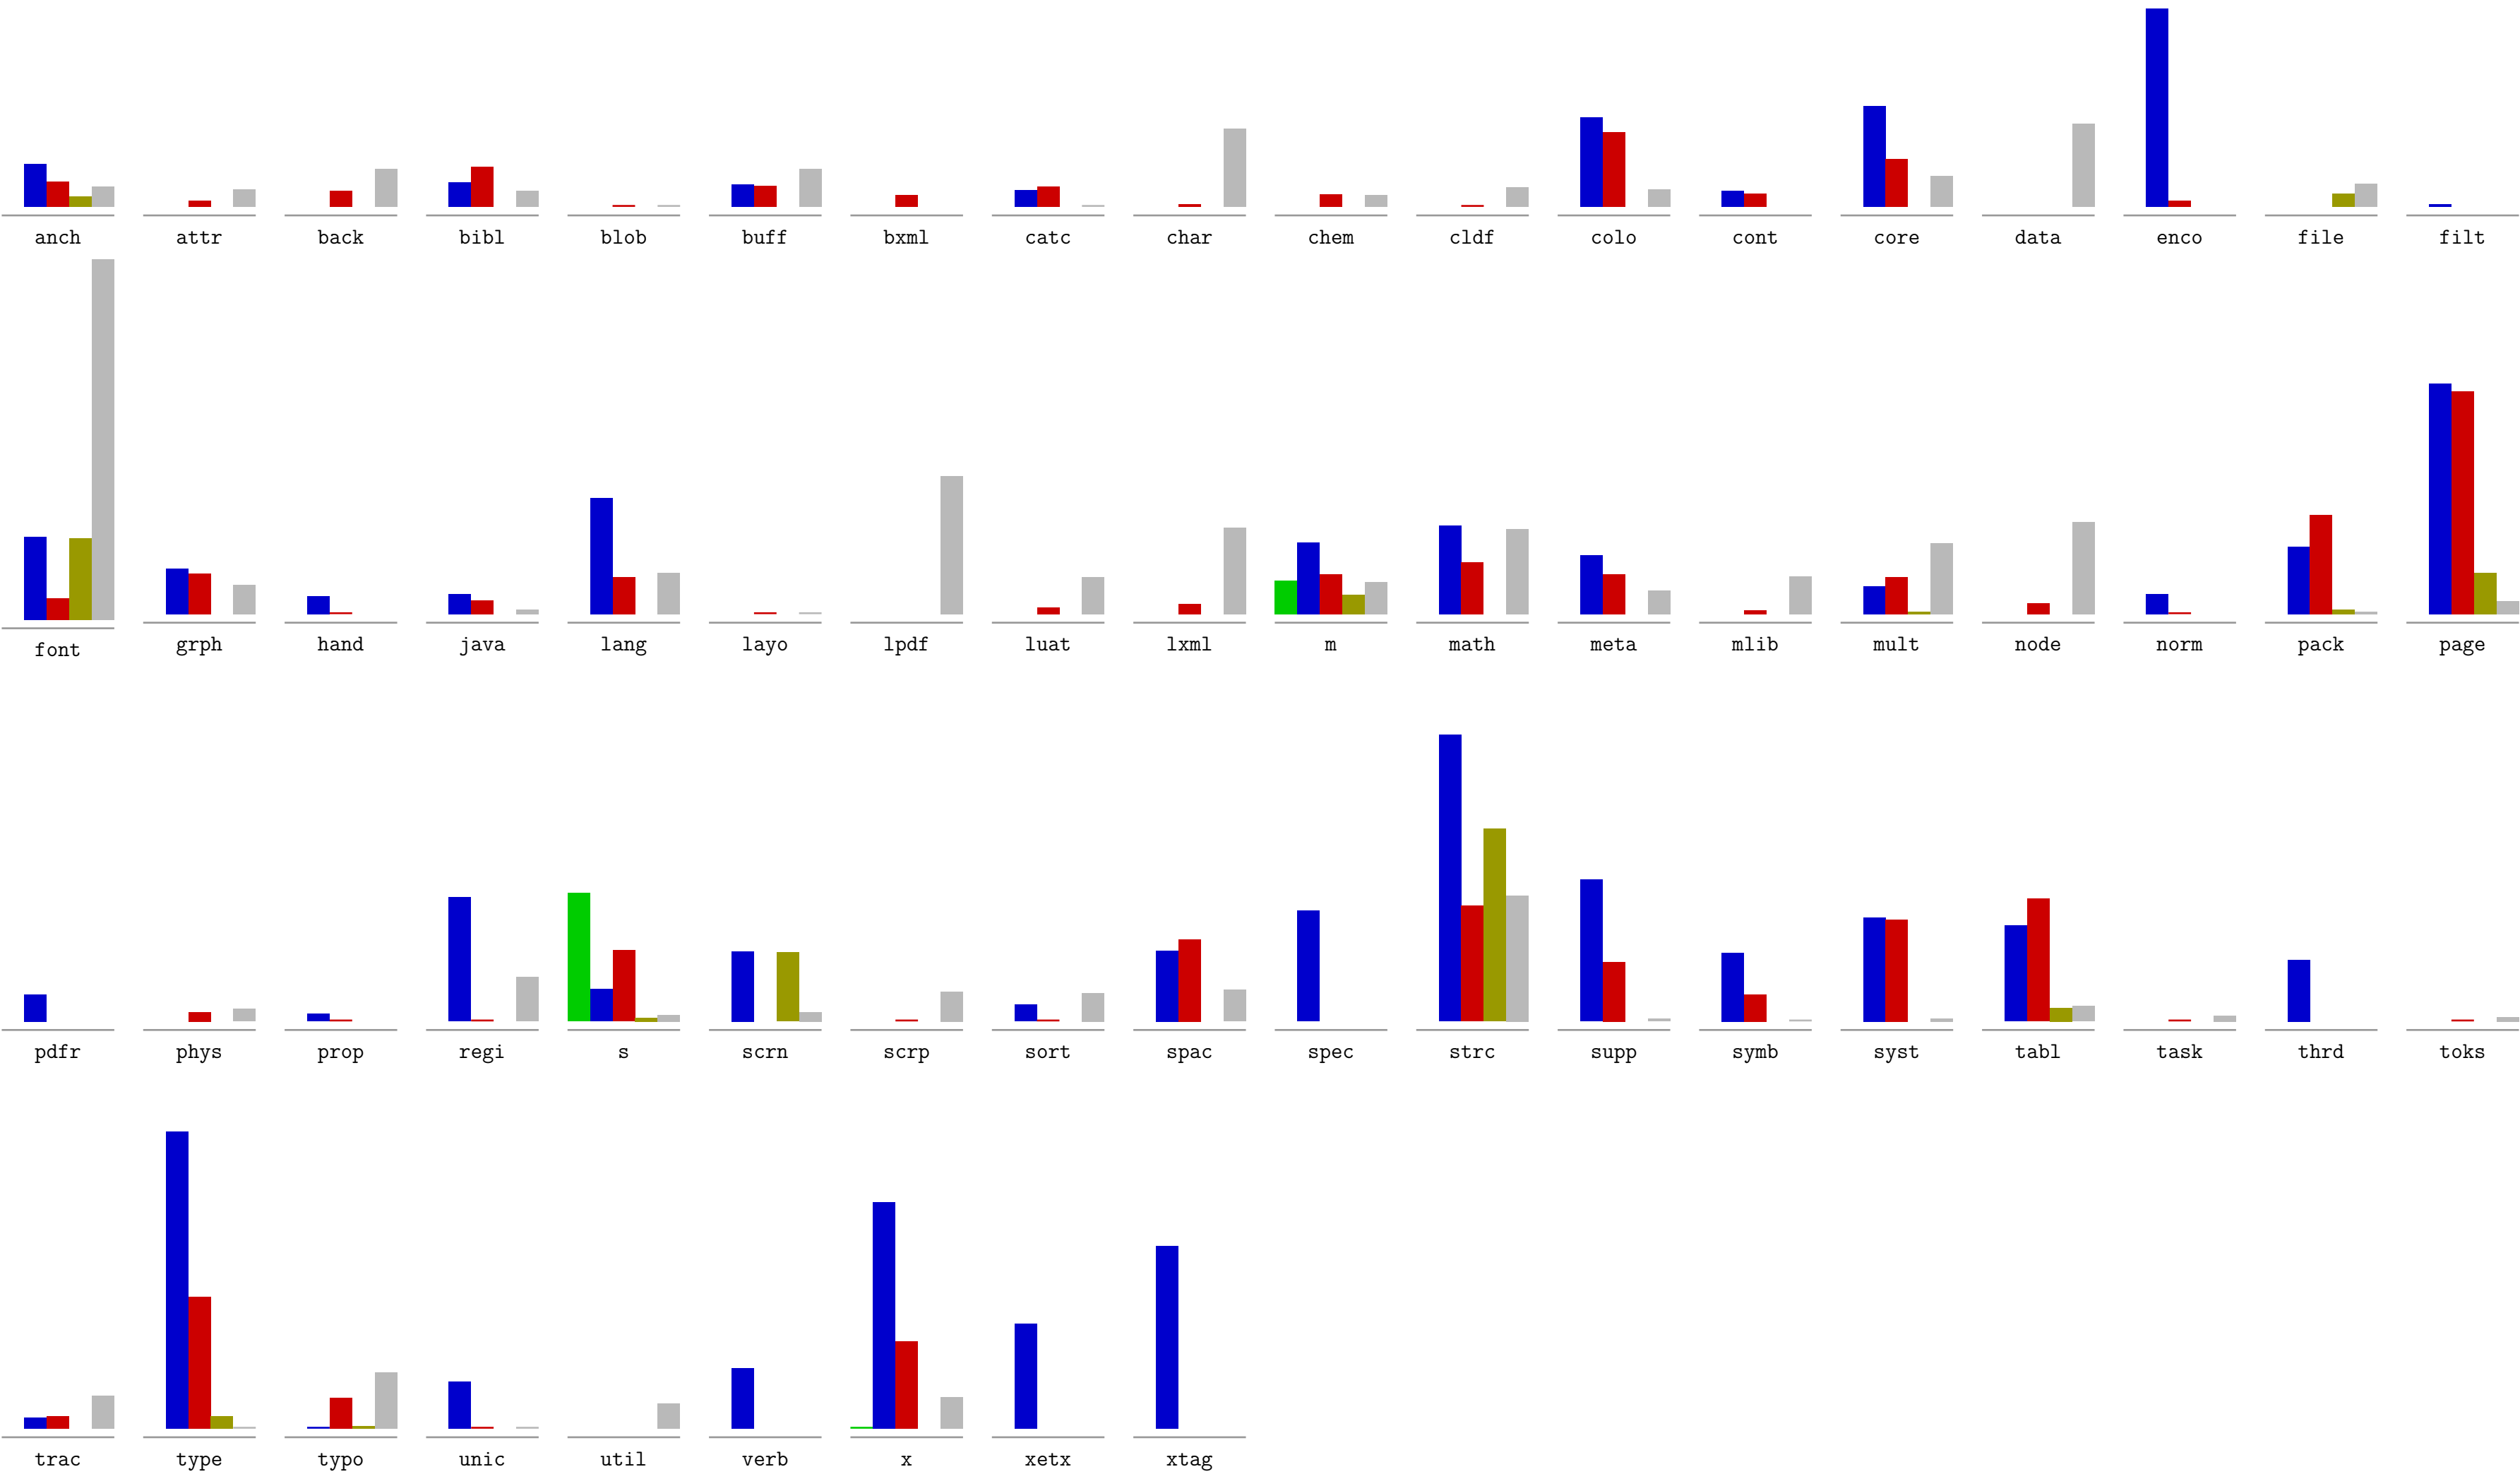 anch attr back bibl blob buff bxml catc char chem cldf colo cont core data enco file filt
font grph hand java lang layo lpdf luat lxml m math meta mlib mult node norm pack page
pdfr phys prop regi s scrn scrp sort spac spec strc supp symb syst tabl task thrd toks
trac type typo unic util verb x xetx xtag